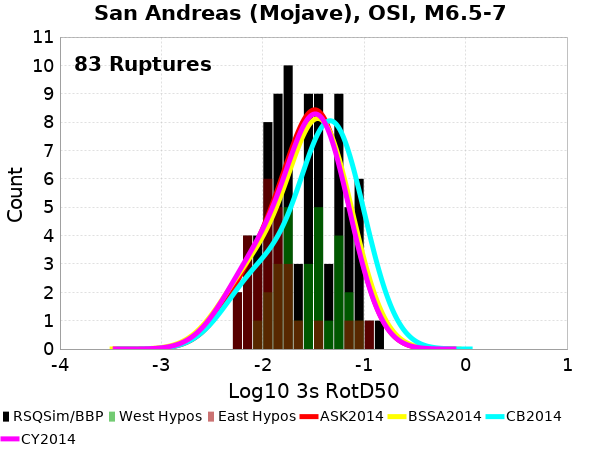 San Andreas (Mojave), OSI, M6.5-7
83 Ruptures
11
10
9
8
7
6
5
4
3
2
1
0
Count
-4 -3 -2 -1 0 1
Log10 3s RotD50
RSQSim/BBP West Hypos East Hypos ASK2014 BSSA2014 CB2014
CY2014